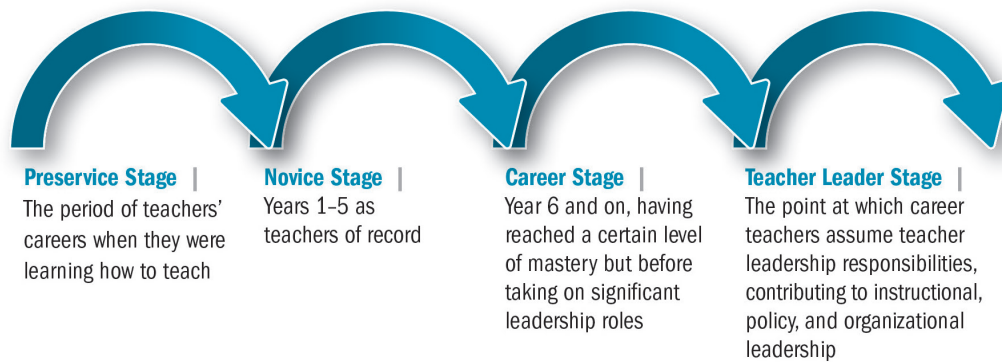 Preservice Stage |
The period of teachers’
careers when they were
learning how to teach
Novice Stage |
Years 1–5 as
teachers of record
Career Stage |
Year 6 and on, having
reached a certain level
of mastery but before
taking on significant
leadership roles
Teacher Leader Stage |
The point at which career
teachers assume teacher
leadership responsibilities,
contributing to instructional,
policy, and organizational
leadership